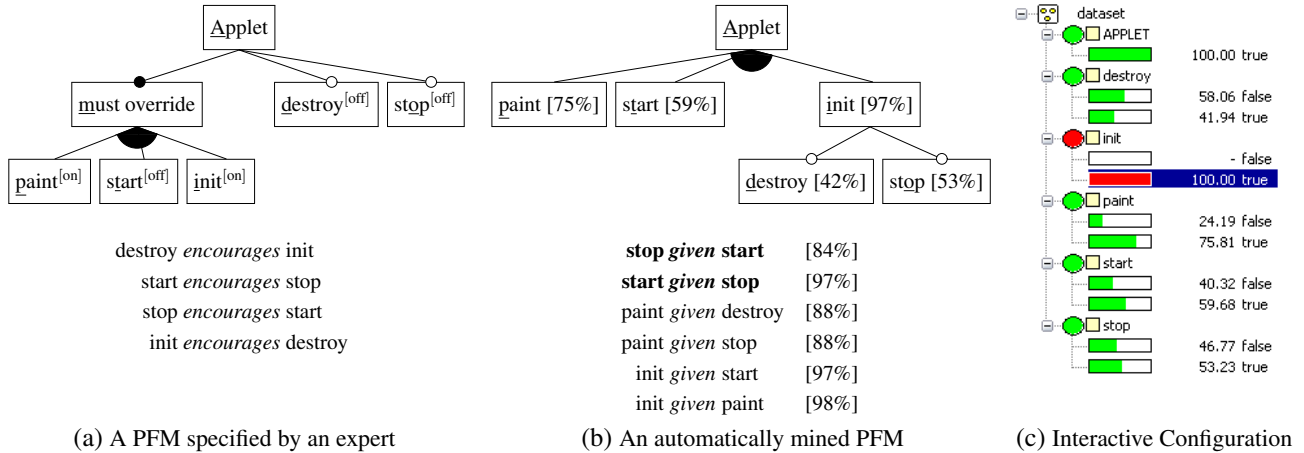 Applet
must override
destroy[off]
stop[off]
paint[on]
start[off]
init[on]
destroy encourages init
start encourages stop
stop encourages start
init encourages destroy
(a) A PFM specified by an expert
Applet
paint [75%]
start [59%]
init [97%]
destroy [42%]
stop [53%]
stop given start [84%]
start given stop [97%]
paint given destroy [88%]
paint given stop [88%]
init given start [97%]
init given paint [98%]
(b) An automatically mined PFM
dataset
APPLET
100.00 true
destroy
58.06 false
41.94 true
init
- false
100.00 true
paint
24.19 false
75.81 true
start
40.32 false
59.68 true
stop
46.77 false
53.23 true
(c) Interactive Configuration